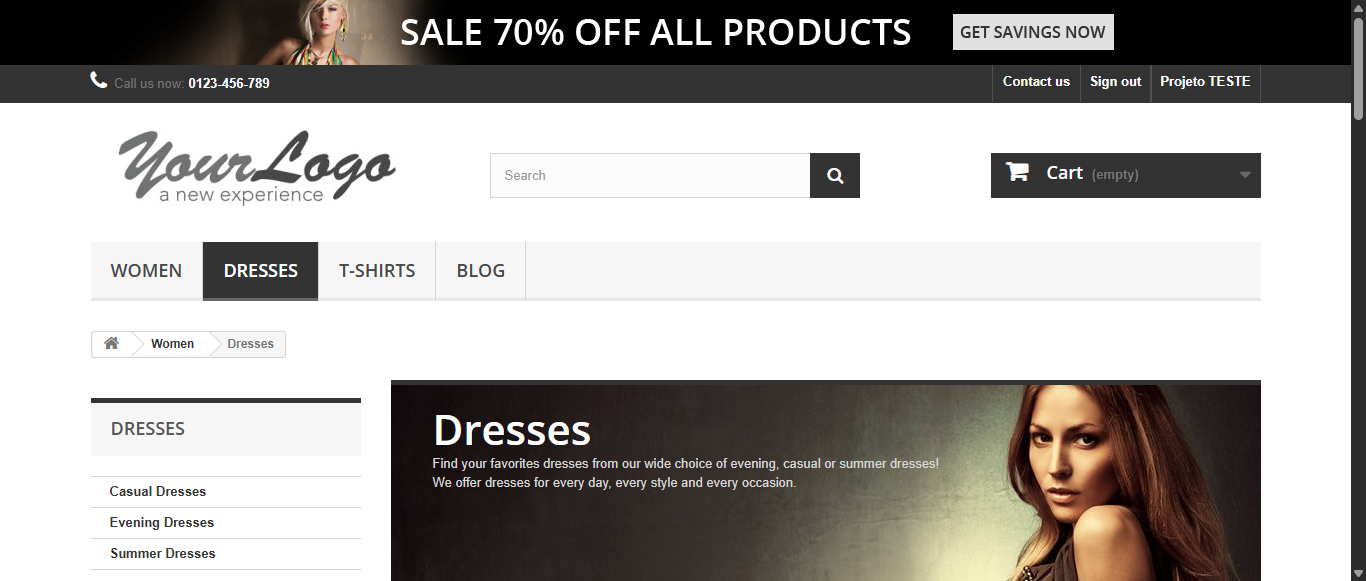 SALE 70% OFF ALL PRODUCTS GET SAVINGS NOW
Call us now: 0123-456-789 Contact us Sign out Projeto TESTE
YourLogo
a new experience
Search
Cart (empty)
WOMEN DRESSES T-SHIRTS BLOG
Women Dresses
DRESSES
Casual Dresses
Evening Dresses
Summer Dresses
Dresses
Find your favorites dresses from our wide choice of evening, casual or summer dresses!
We offer dresses for every day, every style and every occasion.